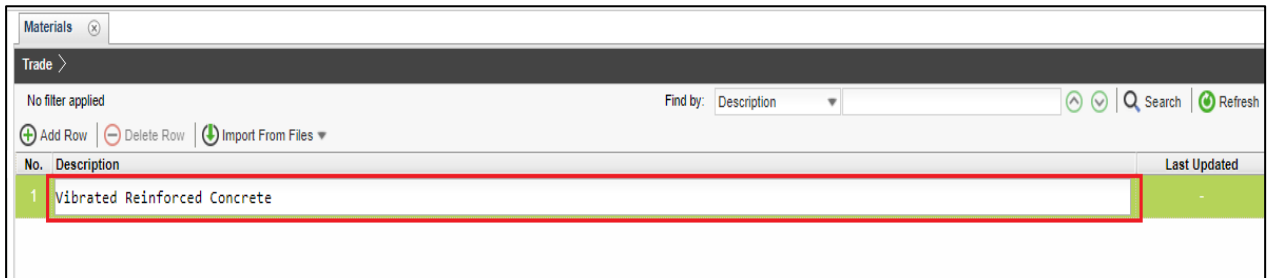 Materials
Trade
No filter applied Find by: Description Search Refresh
Add Row Delete Row Import From Files
No. Description Last Updated
1 Vibrated Reinforced Concrete -